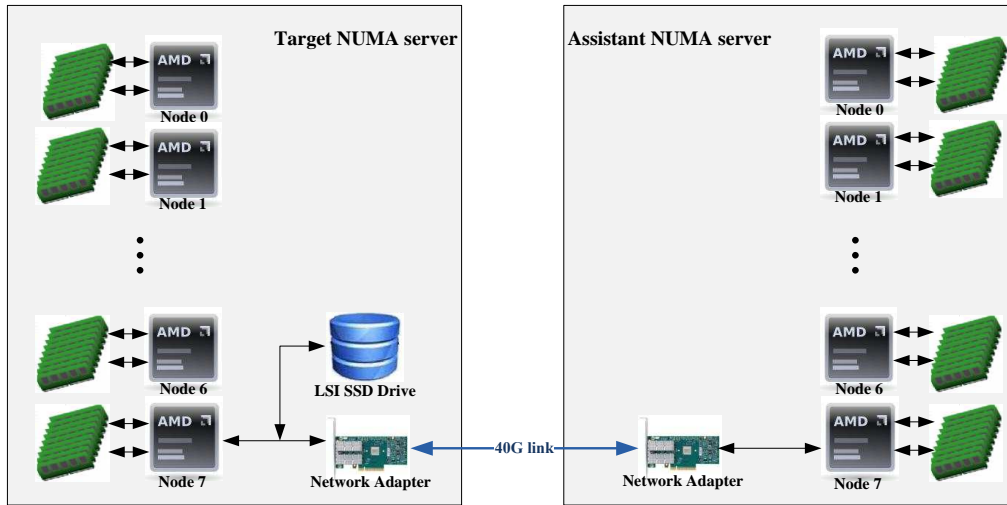 Target NUMA server
AMD
Node 0
AMD
Node 1
AMD
Node 6
LSI SSD Drive
AMD
Node 7
Network Adapter
40G link
Assistant NUMA server
AMD
Node 0
AMD
Node 1
AMD
Node 6
Network Adapter
AMD
Node 7